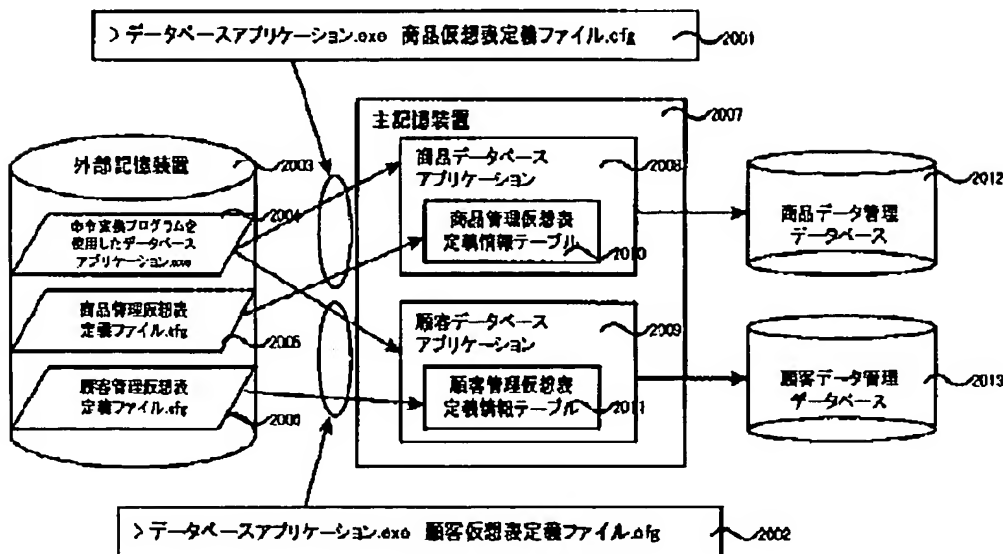 > データベースアプリケーション.exe 商品仮想表定義ファイル.cfg
2001
外部記憶装置
2003
2004
命令変換プログラムを
使用したデータベース
アプリケーション.exe
商品管理仮想表
定義ファイル.cfg
2005
顧客管理仮想表
定義ファイル.cfg
2006
主記憶装置
2007
商品データベース
アプリケーション
2008
商品管理仮想表
定義情報テーブル
2010
顧客データベース
アプリケーション
2009
顧客管理仮想表
定義情報テーブル
2011
2012
商品データ管理
データベース
2013
顧客データ管理
データベース
> データベースアプリケーション.exe 顧客仮想表定義ファイル.cfg
2002